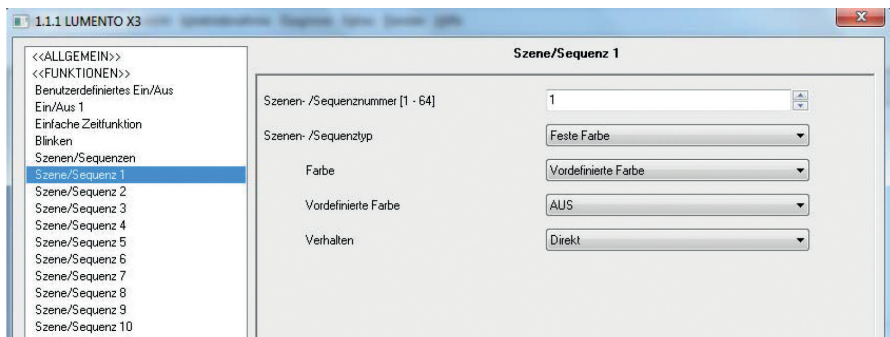 1.1.1 LUMENTO X3
<<ALLGEMEIN>>
<<FUNKTIONEN>>
Benutzerdefiniertes Ein/Aus
Ein/Aus 1
Einfache Zeitfunktion
Blinken
Szenen/Sequenzen
Szene/Sequenz 1
Szene/Sequenz 2
Szene/Sequenz 3
Szene/Sequenz 4
Szene/Sequenz 5
Szene/Sequenz 6
Szene/Sequenz 7
Szene/Sequenz 8
Szene/Sequenz 9
Szene/Sequenz 10
Szene/Sequenz 1
Szenen- /Sequenznummer [1 - 64] 1
Szenen- /Sequenztyp Feste Farbe
Farbe Vordefinierte Farbe
Vordefinierte Farbe AUS
Verhalten Direkt